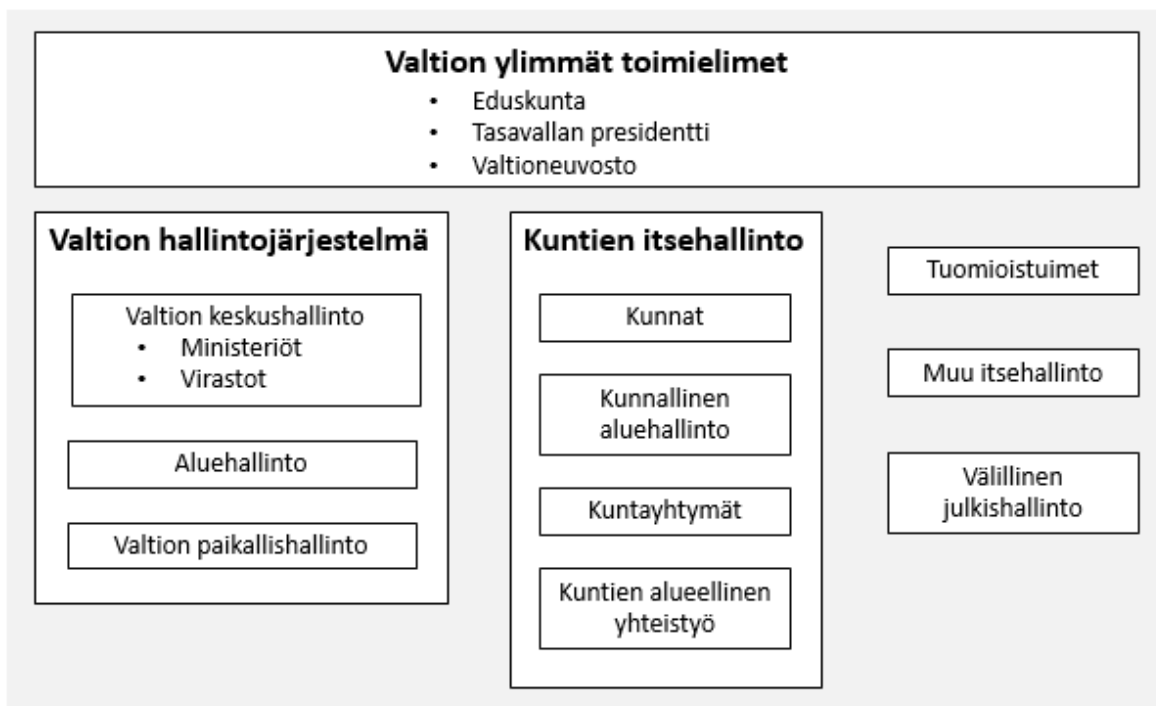 Valtion ylimmät toimielimet
• Eduskunta
• Tasavallan presidentti
• Valtioneuvosto
Valtion hallintojärjestelmä
Valtion keskushallinto
• Ministeriöt
• Virastot
Aluehallinto
Valtion paikallishallinto
Kuntien itsehallinto
Kunnat
Kunnallinen
aluehallinto
Kuntayhtymät
Kuntien alueellinen
yhteistyö
Tuomioistuimet
Muu itsehallinto
Välillinen
julkishallinto